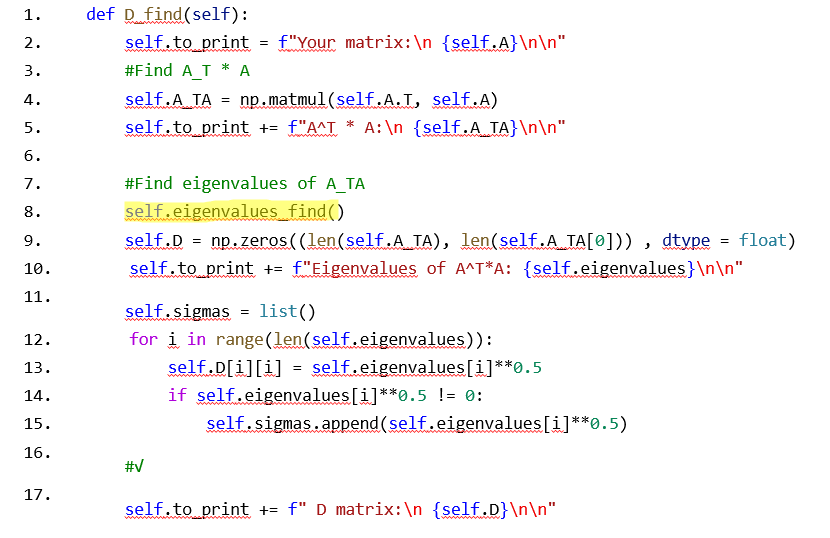 1. def D_find(self):
2. self.to_print = f"Your matrix:\n {self.A}\n\n"
3. #Find A_T * A
4. self.A_TA = np.matmul(self.A.T, self.A)
5. self.to_print += f"A^T * A:\n {self.A_TA}\n\n"
6.
7. #Find eigenvalues of A_TA
8. self.eigenvalues_find()
9. self.D = np.zeros((len(self.A_TA), len(self.A_TA[0])) , dtype = float)
10. self.to_print += f"Eigenvalues of A^T*A: {self.eigenvalues}\n\n"
11.
self.sigmas = list()
12. for i in range(len(self.eigenvalues)):
13. self.D[i][i] = self.eigenvalues[i]**0.5
14. if self.eigenvalues[i]**0.5 != 0:
15. self.sigmas.append(self.eigenvalues[i]**0.5)
16.
#√
17.
self.to_print += f" D matrix:\n {self.D}\n\n"